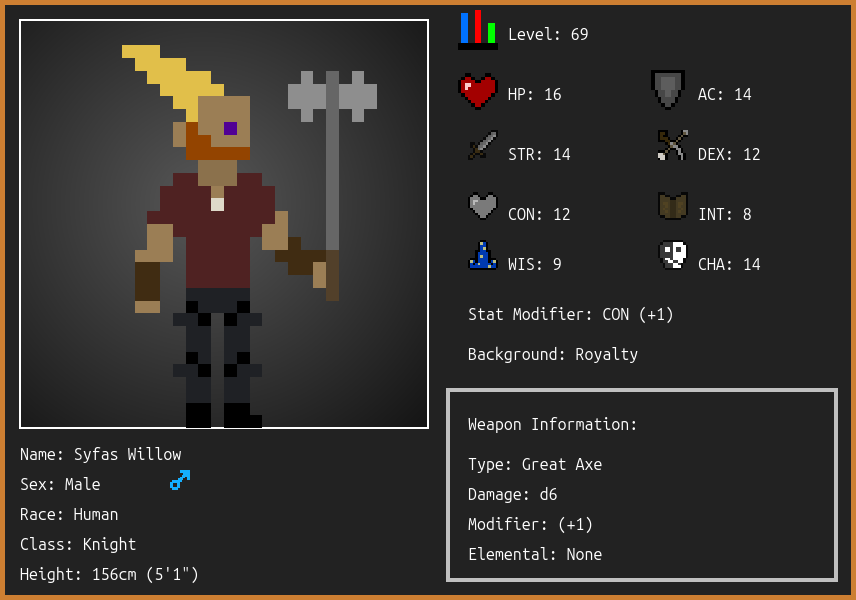 Level: 69
HP: 16
AC: 14
STR: 14
DEX: 12
CON: 12
INT: 8
WIS: 9
CHA: 14
Stat Modifier: CON (+1)
Background: Royalty
Weapon Information:
Type: Great Axe
Damage: d6
Modifier: (+1)
Elemental: None
Name: Syfas Willow
Sex: Male
Race: Human
Class: Knight
Height: 156cm (5'1")